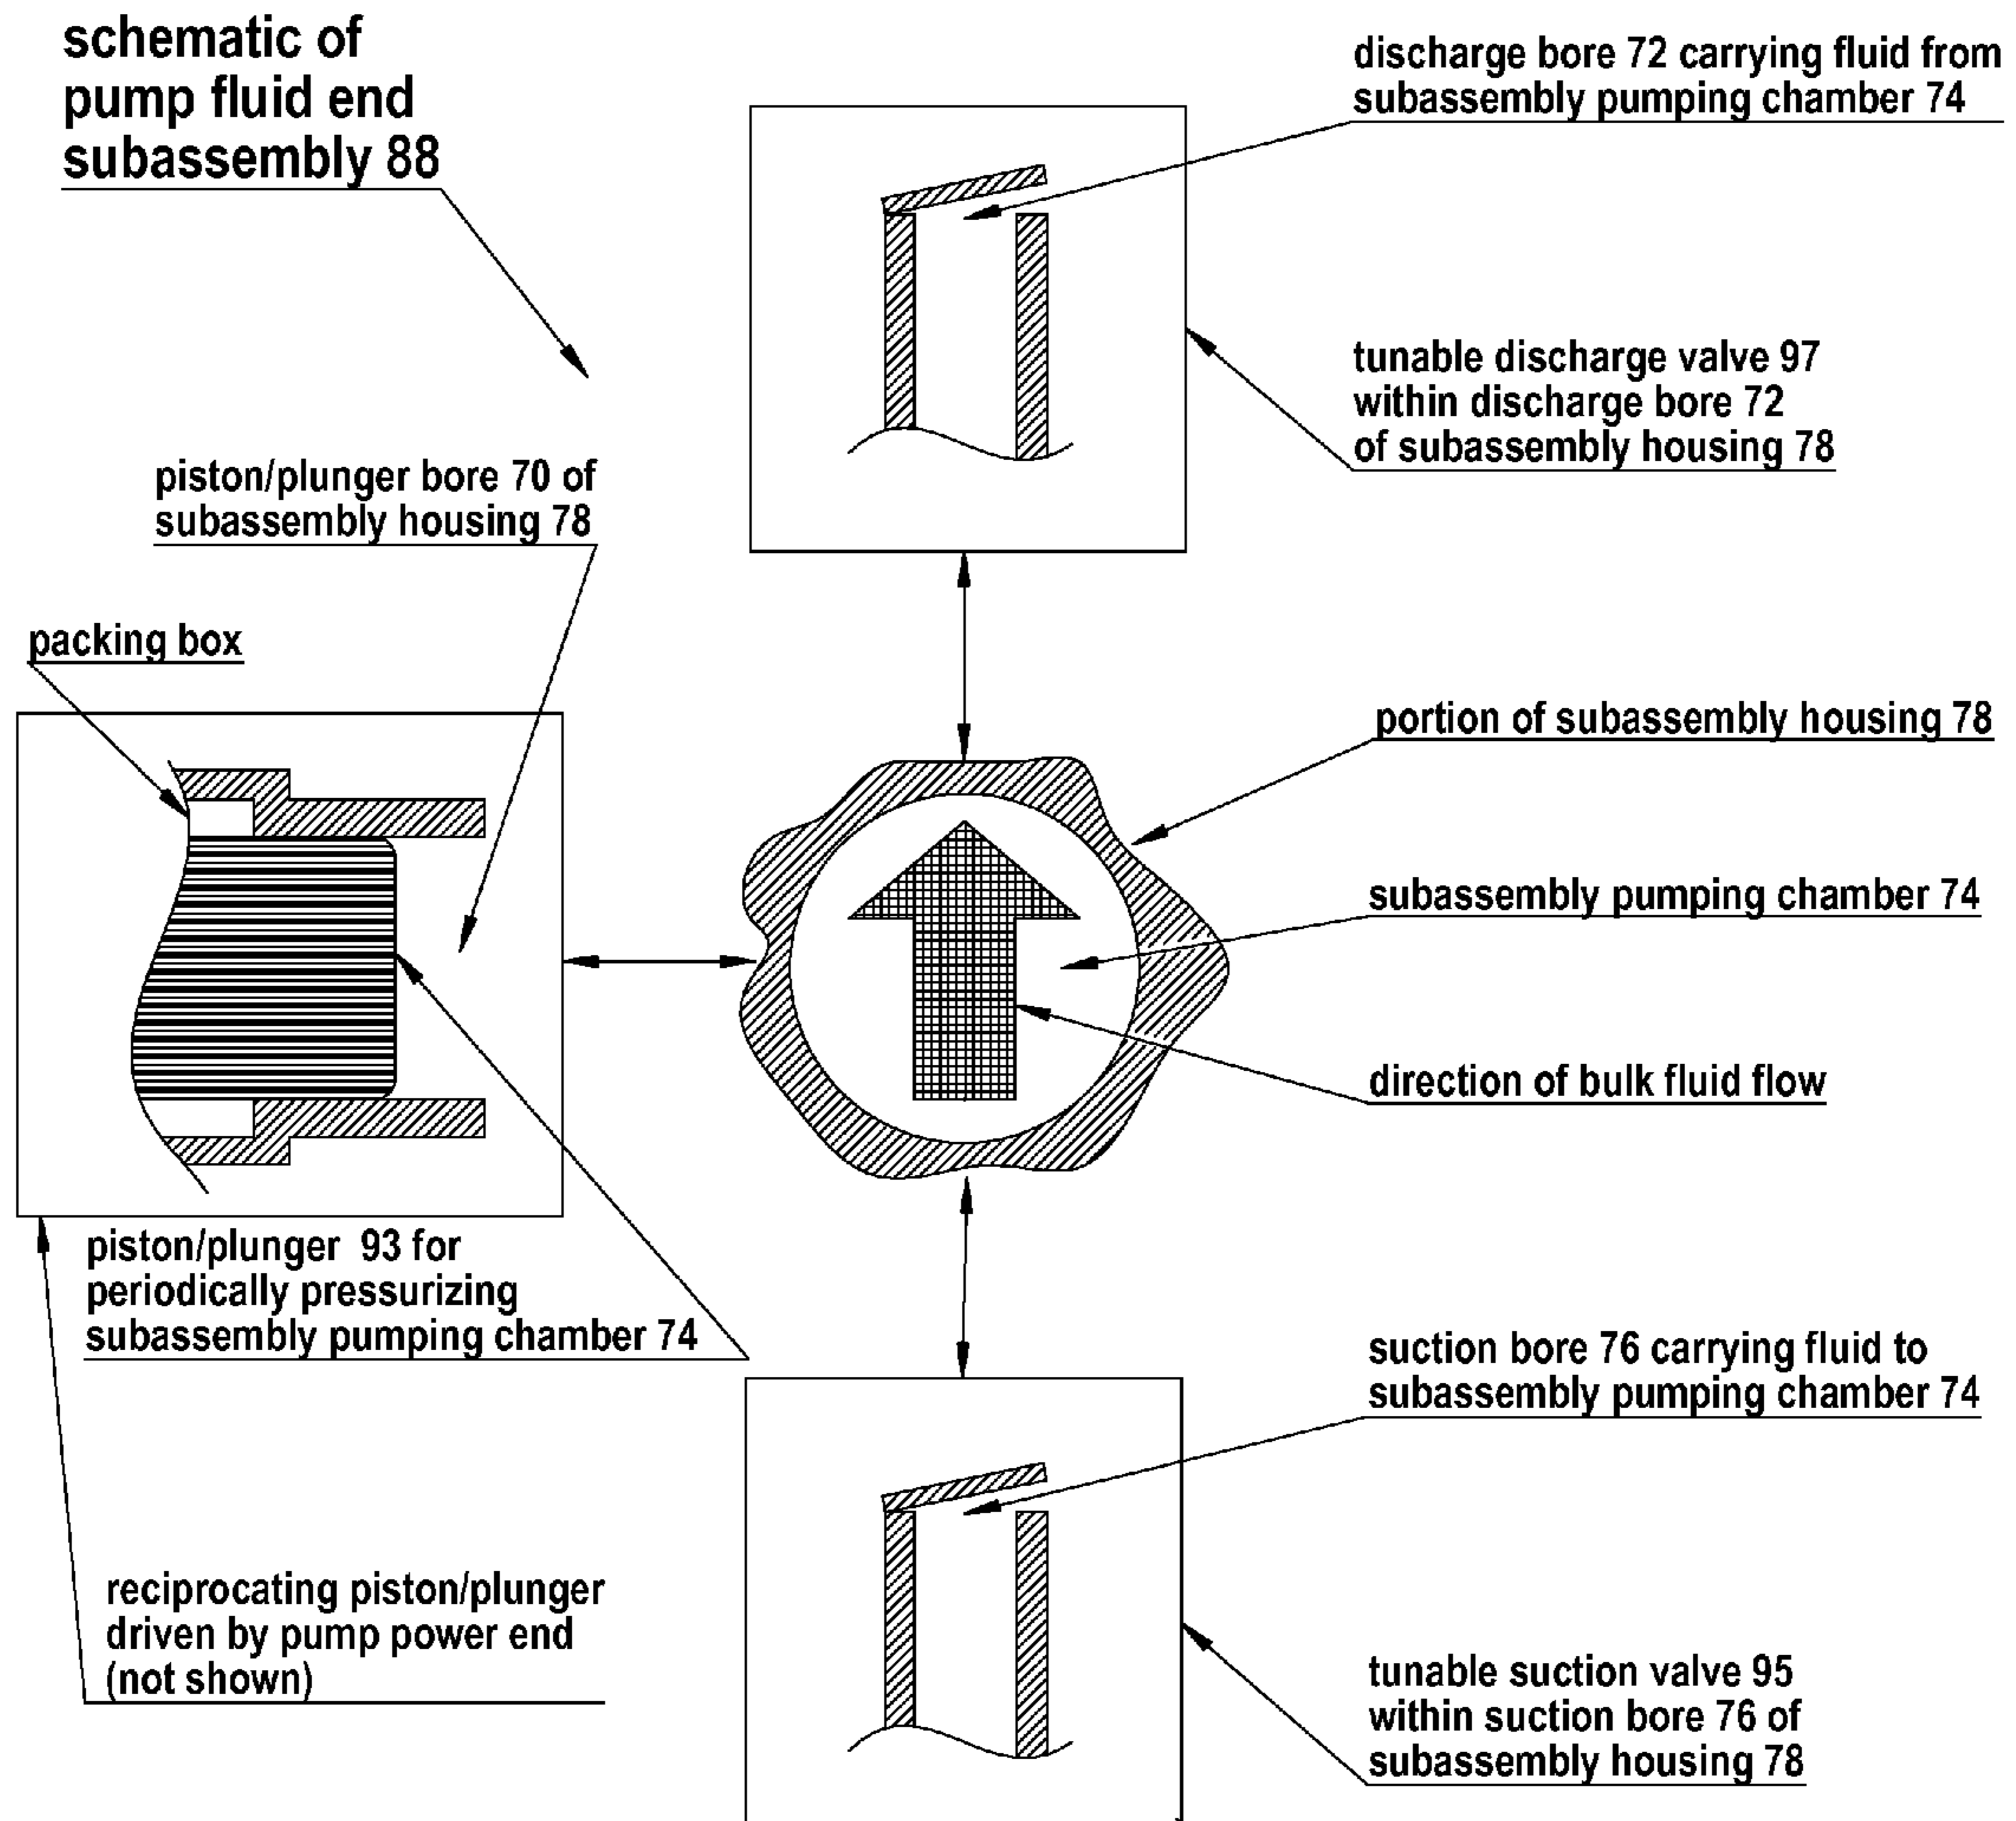 schematic of
pump fluid end
subassembly 88
discharge bore 72 carrying fluid from
subassembly pumping chamber 74
tunable discharge valve 97
within discharge bore 72
of subassembly housing 78
piston/plunger bore 70 of
subassembly housing 78
packing box
portion of subassembly housing 78
subassembly pumping chamber 74
direction of bulk fluid flow
piston/plunger 93 for
periodically pressurizing
subassembly pumping chamber 74
suction bore 76 carrying fluid to
subassembly pumping chamber 74
reciprocating piston/plunger
driven by pump power end
(not shown)
tunable suction valve 95
within suction bore 76 of
subassembly housing 78